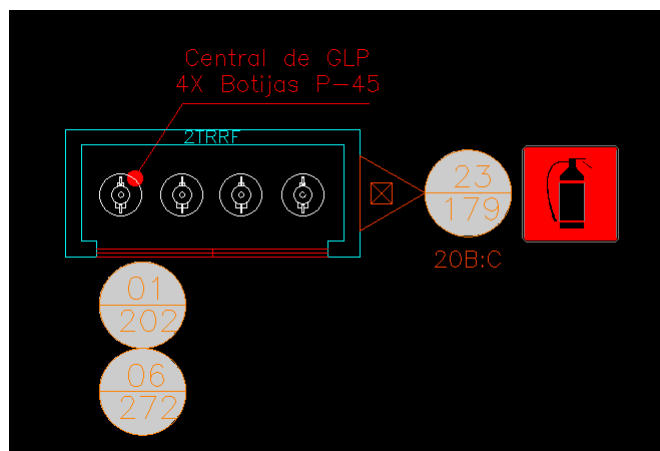 Central de GLP
4X Botijas P-45
2TRRF
23
179
20B:C
01
202
06
272